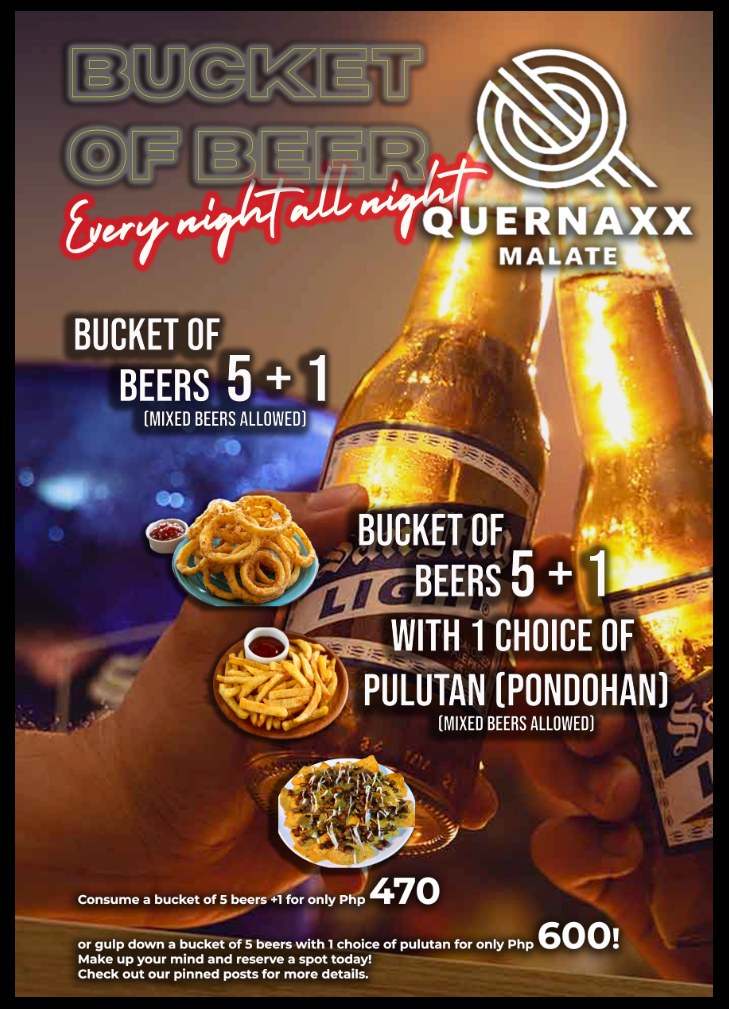 BUCKET
OF BEER
Every night all night
QUERNAXX
MALATE
BUCKET OF
BEERS 5 + 1
(MIXED BEERS ALLOWED)
BUCKET OF
BEERS 5 + 1
WITH 1 CHOICE OF
PULUTAN (PONDOHAN)
(MIXED BEERS ALLOWED)
LIGHT
Consume a bucket of 5 beers +1 for only Php 470
or gulp down a bucket of 5 beers with 1 choice of pulutan for only Php 600!
Make up your mind and reserve a spot today!
Check out our pinned posts for more details.